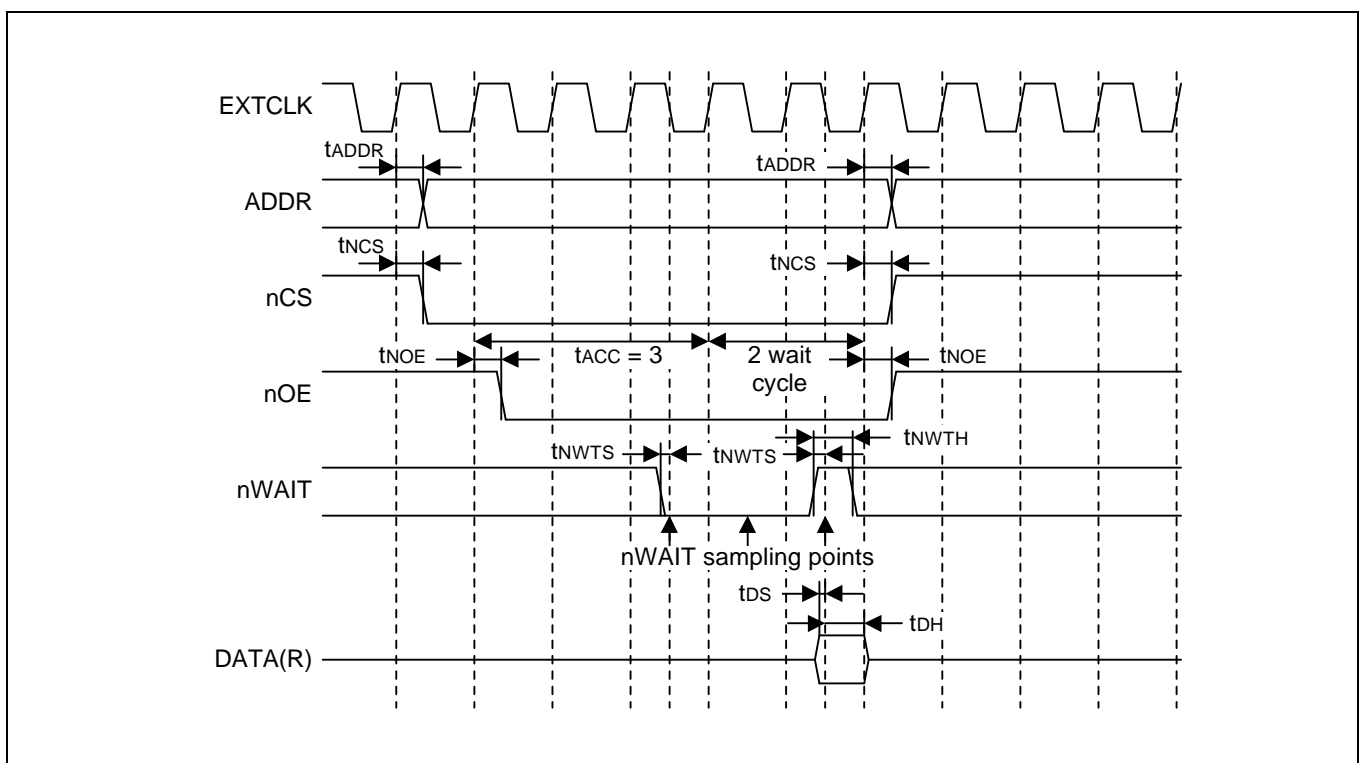 EXTCLK
tADDR
tADDR
ADDR
tNCS
tNCS
nCS
tNOE
tACC = 3
2 wait
cycle
tNOE
nOE
tNWTH
tNWTS
tNWTS
nWAIT
nWAIT sampling points
tDS
tDH
DATA(R)